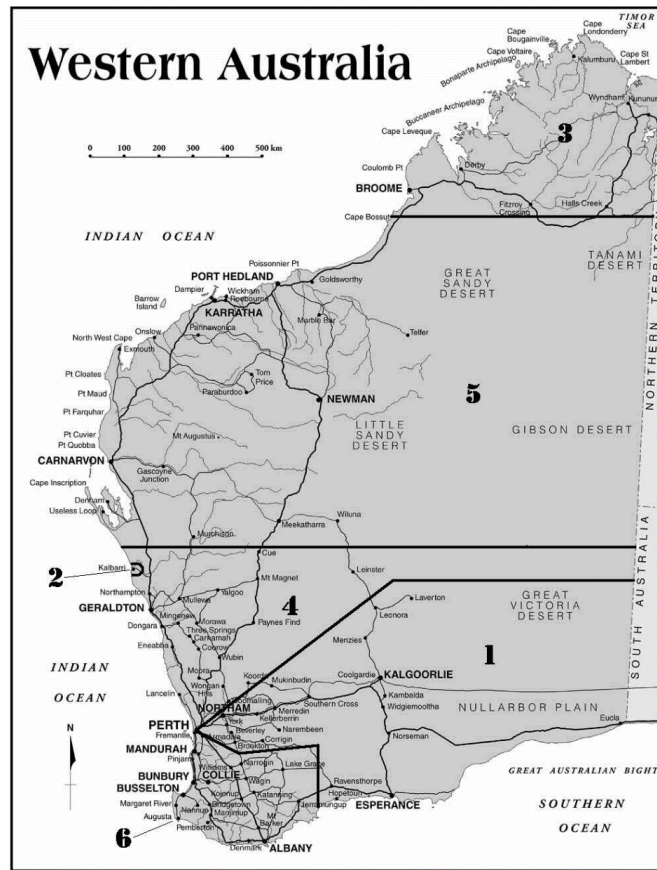 Western Australia
0 100 200 300 400 500 km
TIMOR
SEA
Cape
Londonderry
Cape
Bougainville
Cape Voltaire
Cape St
Lambert
Bonaparte Archipelago
Kalumburu
Wyndham
Kununurra
Buccaneer Archipelago
Cape Leveque
3
Coulomb Pt
Derby
BROOME
Fitzroy
Crossing
Halls Creek
Cape Bossut
INDIAN OCEAN
TANAMI
DESERT
NORTHERN TERRITORY
Poissonnier Pt
PORT HEDLAND
Goldsworthy
GREAT
SANDY
DESERT
Dampier
Wickham
Roebourne
Barrow
Island
KARRATHA
Marble Bar
Onslow
Pannawonica
Telfer
North West Cape
Exmouth
Pt Cloates
Tom
Price
Paraburdoo
Pt Maud
NEWMAN
5
Pt Farquhar
LITTLE
SANDY
DESERT
GIBSON DESERT
Pt Cuvier
Pt Quobba
Mt Augustus
CARNARVON
Gascoyne
Junction
Cape Inscription
Denham
Useless Loop
Meekatharra
Wiluna
Murchison
Cue
2
Kalbarri
Leinster
Mt Magnet
Northampton
Mullewa
Yalgoo
Laverton
GREAT
VICTORIA
DESERT
GERALDTON
4
Leonora
Mingenew
Morawa
Paynes Find
Dongara
Three Springs
Carnamah
Coorow
Menzies
Eneabba
Wubin
1
SOUTH AUSTRALIA
INDIAN
OCEAN
Moora
Coolgardie
KALGOORLIE
Lancelin
Wongan
Hills
Koorda
Mukinbudin
Kambalda
Goomalling
Southern Cross
Widgiemooltha
NULLARBOR PLAIN
NORTHAM
Merredin
Kellerberrin
York
N
PERTH
Fremantle
Beverley
Narembeen
Eucla
Armadale
Corrigin
Norseman
Brookton
MANDURAH
Pinjarra
Narrogin
Williams
Lake Grace
GREAT AUSTRALIAN BIGHT
BUNBURY
COLLIE
Wagin
Ravensthorpe
BUSSELTON
Kojonup
Katanning
Hopetoun
ESPERANCE
Margaret River
Bridgetown
Jerramungup
SOUTHERN
OCEAN
Nannup
Manjimup
Augusta
Mt
Barker
6
Pemberton
Denmark
ALBANY